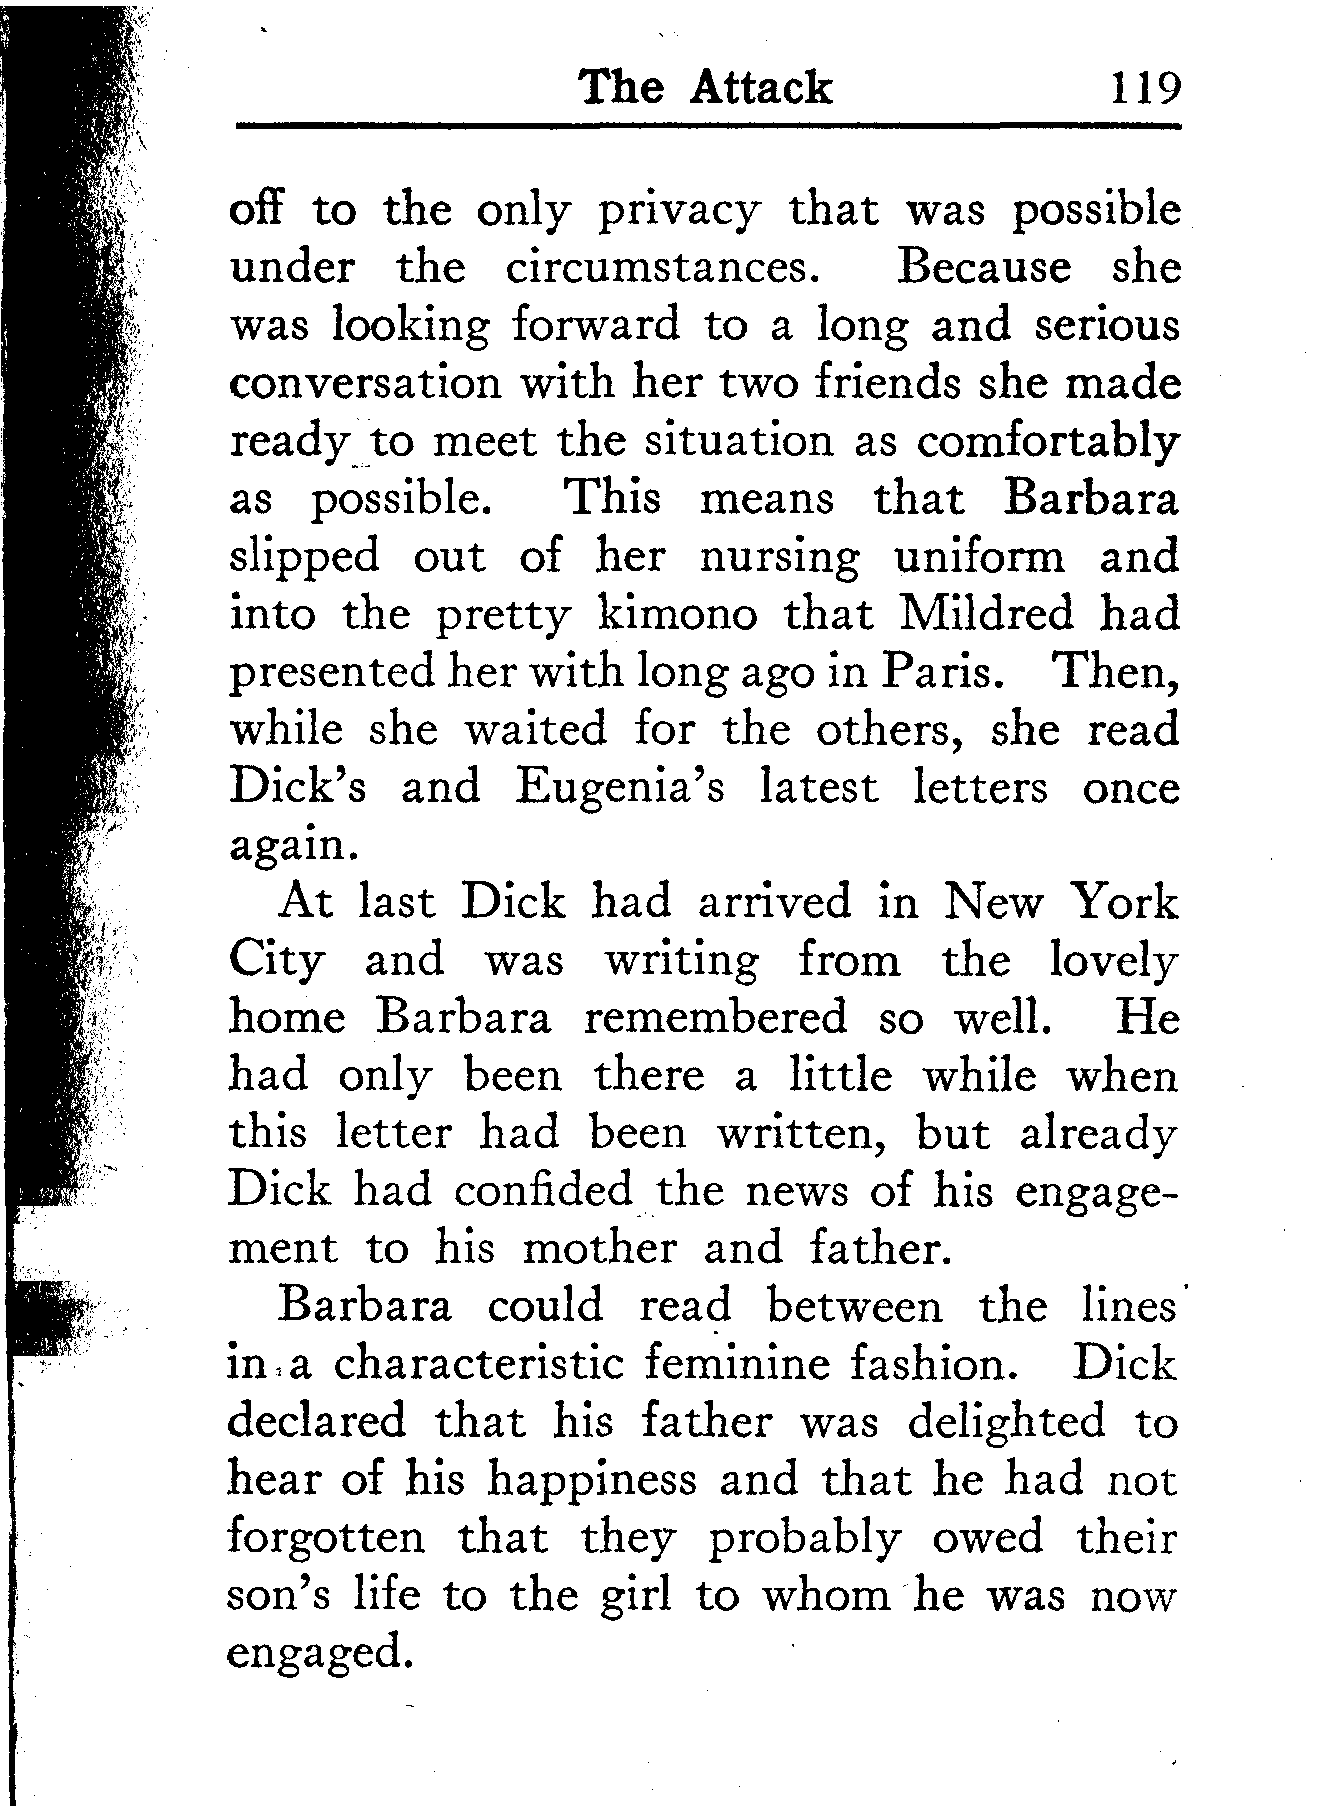 The Attack 119
off to the only privacy that was possible
under the circumstances. Because she
was looking forward to a long and serious
conversation with her two friends she made
ready to meet the situation as comfortably
as possible. This means that Barbara
slipped out of her nursing uniform and
into the pretty kimono that Mildred had
presented her with long ago in Paris. Then,
while she waited for the others, she read
Dick's and Eugenia's latest letters once
again.
At last Dick had arrived in New York
City and was writing from the lovely
home Barbara remembered so well. He
had only been there a little while when
this letter had been written, but already
Dick had confided the news of his engage-
ment to his mother and father.
Barbara could read between the lines
in a characteristic feminine fashion. Dick
declared that his father was delighted to
hear of his happiness and that he had not
forgotten that they probably owed their
son's life to the girl to whom he was now
engaged.